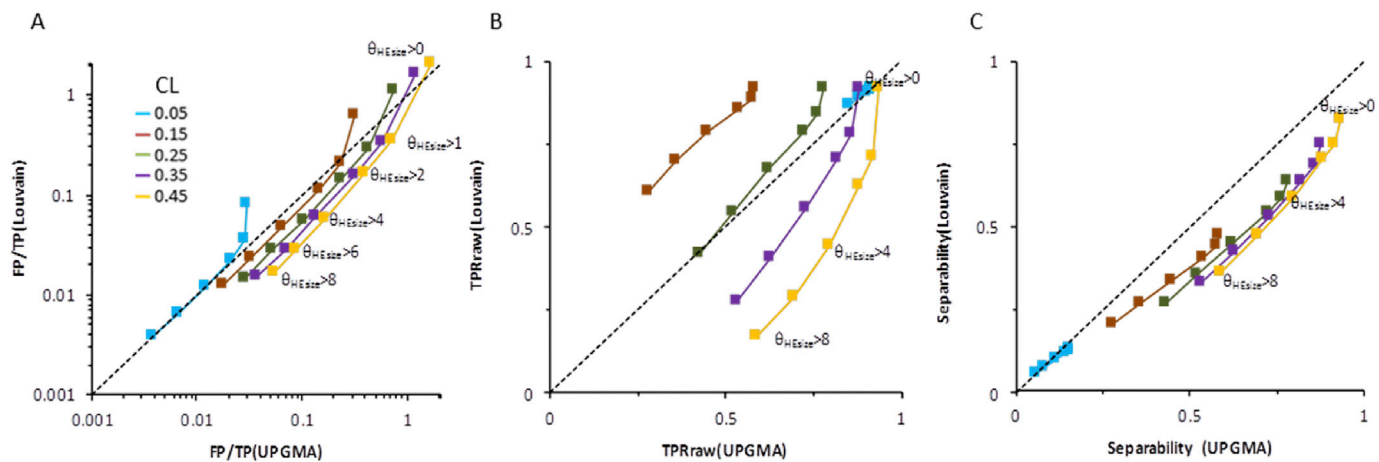 A
B
C
CL
0.05
0.15
0.25
0.35
0.45
θHEsize>0
θHEsize>1
θHEsize>2
θHEsize>4
θHEsize>6
θHEsize>8
1
0.1
0.01
0.001
0.001
0.01
0.1
1
FP/TP(Louvain)
FP/TP(UPGMA)
1
0.5
0
0.5
1
TPRraw(Louvain)
θHEsize>0
θHEsize>4
θHEsize>8
TPRraw(UPGMA)
1
0.5
0
0
0.5
1
Separability(Louvain)
θHEsize>0
θHEsize>4
θHEsize>8
Separability (UPGMA)